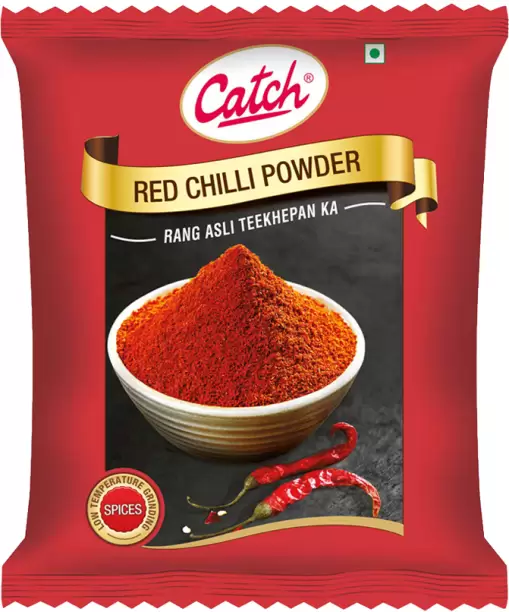 Catch®
RED CHILLI POWDER
RANG ASLI TEEKHEPAN KA
LOW TEMPERATURE GRINDING
SPICES